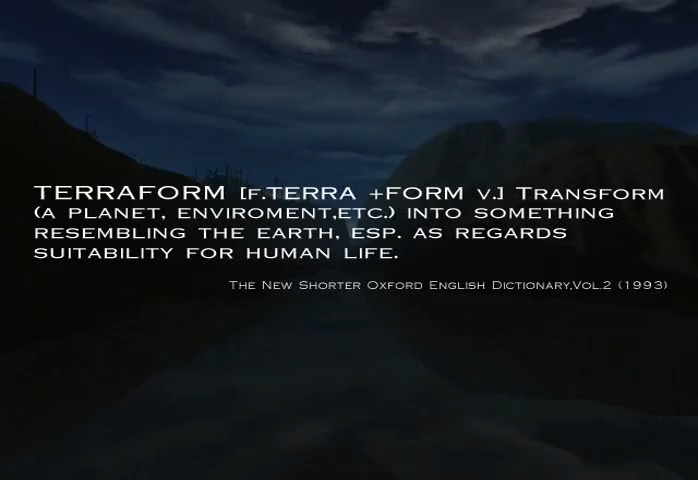 TERRAFORM [F.TERRA +FORM V.] TRANSFORM
(A PLANET, ENVIROMENT,ETC.) INTO SOMETHING
RESEMBLING THE EARTH, ESP. AS REGARDS
SUITABILITY FOR HUMAN LIFE.
THE NEW SHORTER OXFORD ENGLISH DICTIONARY,VOL.2 (1993)